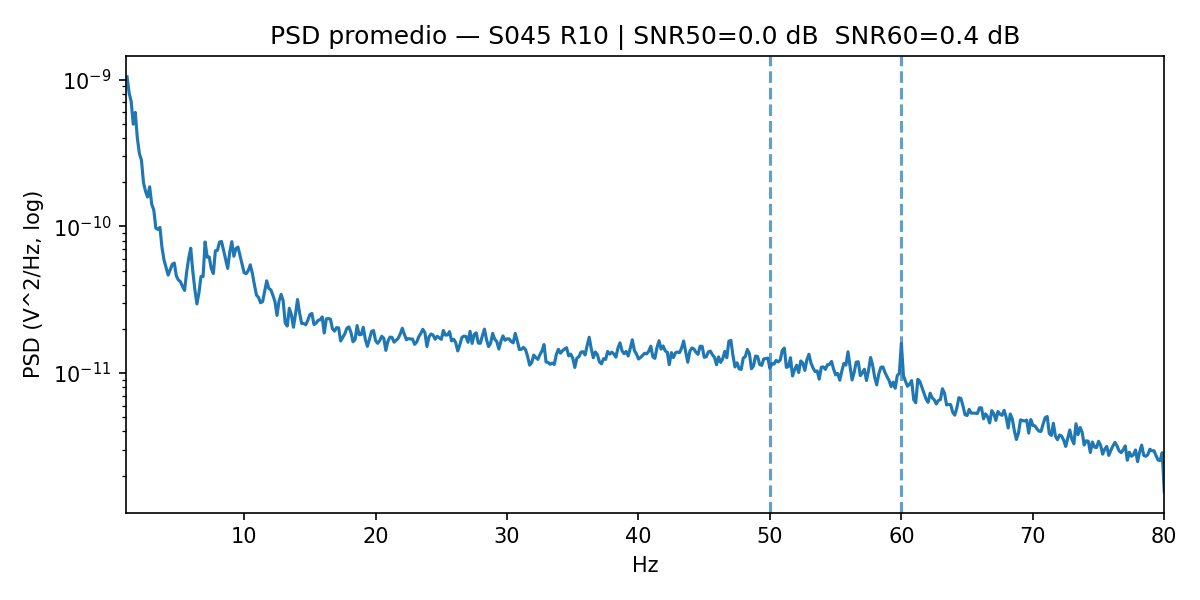 PSD promedio — S045 R10 | SNR50=0.0 dB  SNR60=0.4 dB
PSD (V^2/Hz, log)
10⁻⁹
10⁻¹⁰
10⁻¹¹
10 20 30 40 50 60 70 80
Hz